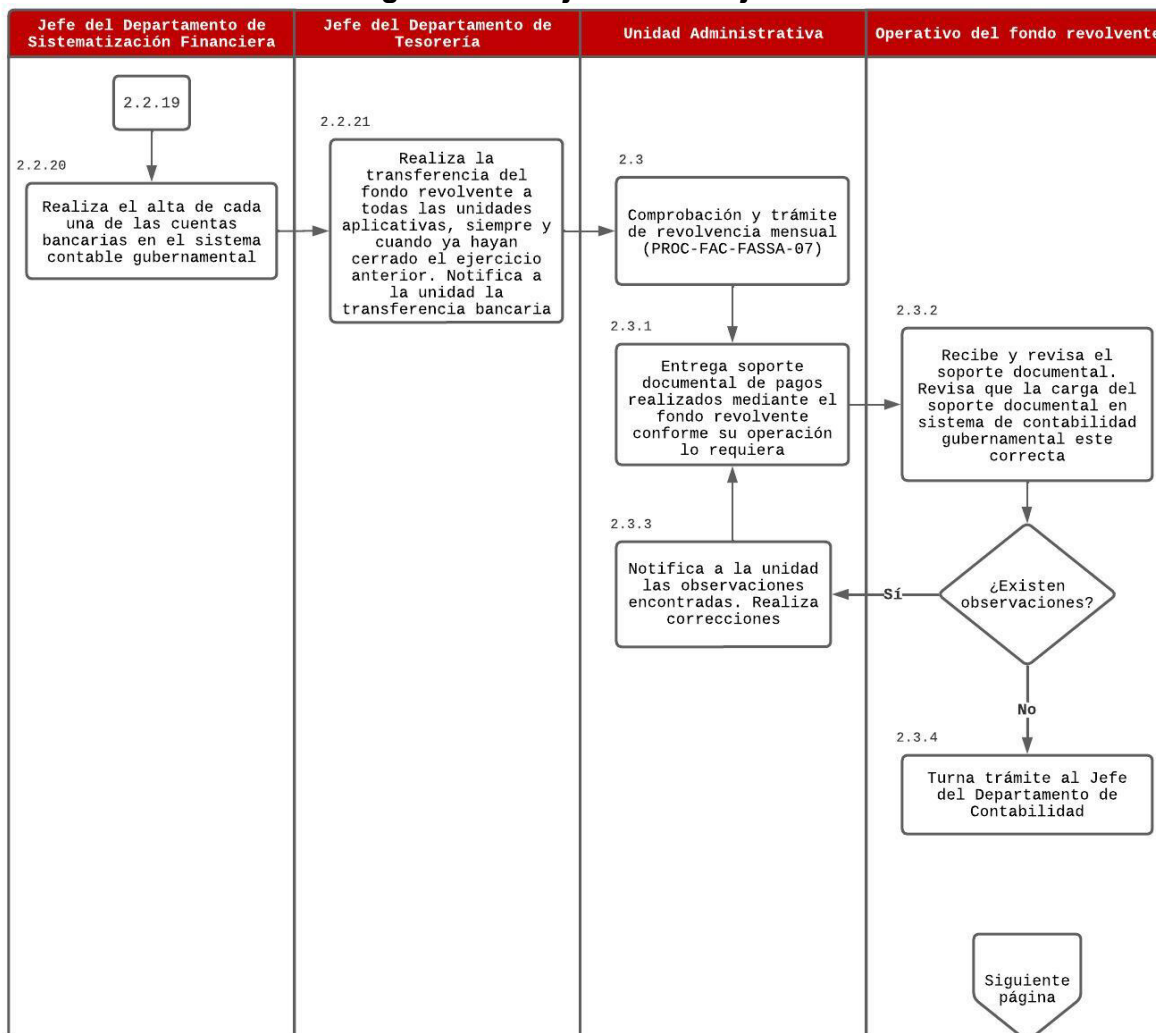 Jefe del Departamento de
Sistematización Financiera
Jefe del Departamento de
Tesorería
Unidad Administrativa
Operativo del fondo revolvente
2.2.19
2.2.20
Realiza el alta de cada
una de las cuentas
bancarias en el sistema
contable gubernamental
2.2.21
Realiza la
transferencia del
fondo revolvente a
todas las unidades
aplicativas, siempre y
cuando ya hayan
cerrado el ejercicio
anterior. Notifica a
la unidad la
transferencia bancaria
2.3
Comprobación y trámite
de revolvencia mensual
(PROC-FAC-FASSA-07)
2.3.1
Entrega soporte
documental de pagos
realizados mediante el
fondo revolvente
conforme su operación
lo requiera
2.3.2
Recibe y revisa el
soporte documental.
Revisa que la carga del
soporte documental en
sistema de contabilidad
gubernamental este
correcta
¿Existen
observaciones?
Sí
2.3.3
Notifica a la unidad
las observaciones
encontradas. Realiza
correcciones
No
2.3.4
Turna trámite al Jefe
del Departamento de
Contabilidad
Siguiente
página